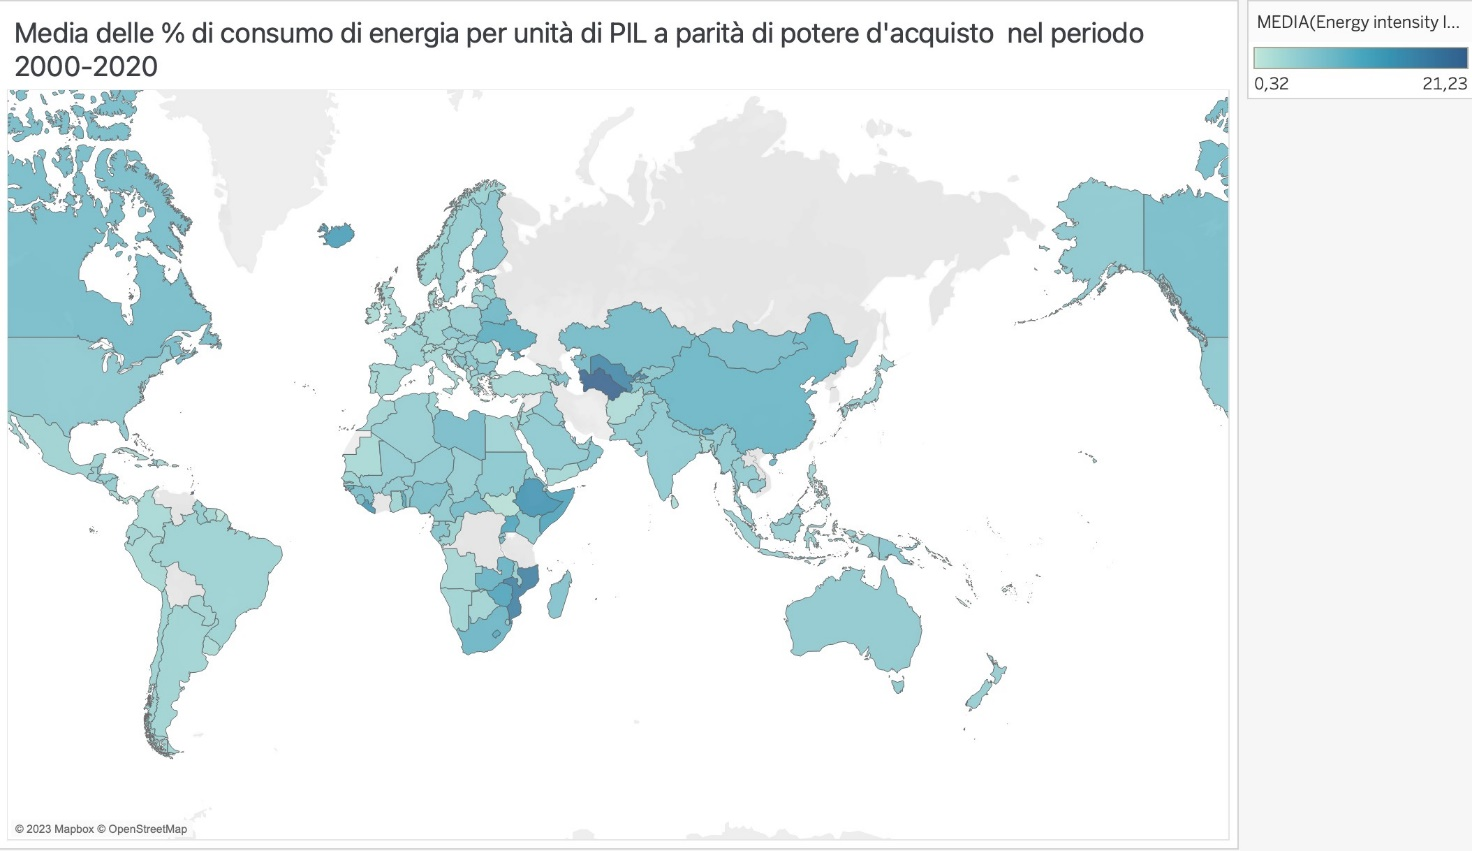 Media delle % di consumo di energia per unità di PIL a parità di potere d'acquisto  nel periodo
2000-2020
MEDIA(Energy intensity l...
0,32 21,23
© 2023 Mapbox © OpenStreetMap